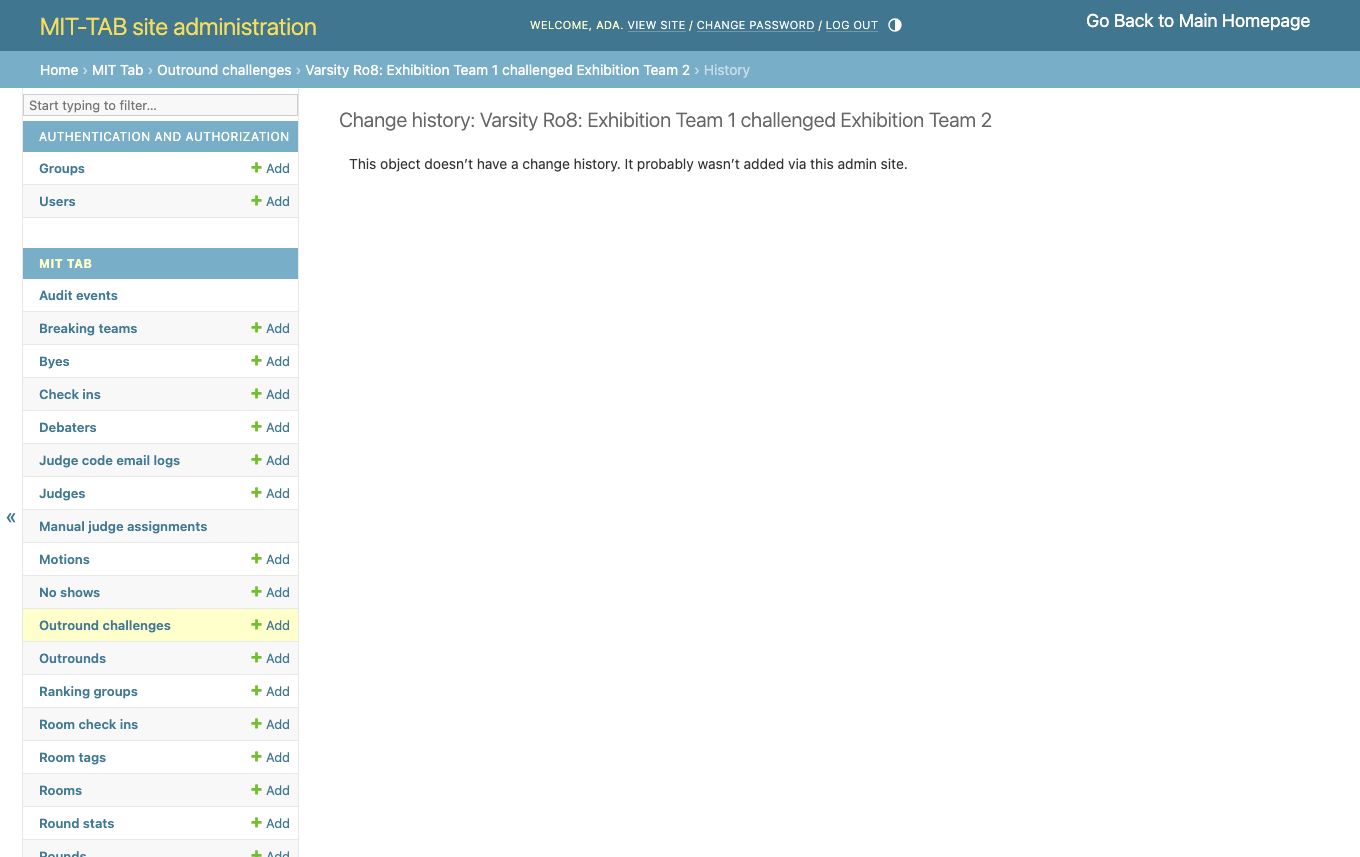 MIT-TAB site administration
WELCOME, ADA. VIEW SITE / CHANGE PASSWORD / LOG OUT
Go Back to Main Homepage
Home › MIT Tab › Outround challenges › Varsity Ro8: Exhibition Team 1 challenged Exhibition Team 2 › History
Start typing to filter...
AUTHENTICATION AND AUTHORIZATION
Groups Add
Users Add
MIT TAB
Audit events
Breaking teams Add
Byes Add
Check ins Add
Debaters Add
Judge code email logs Add
Judges Add
Manual judge assignments
Motions Add
No shows Add
Outround challenges Add
Outrounds Add
Ranking groups Add
Room check ins Add
Room tags Add
Rooms Add
Round stats Add
Rounds Add
«
Change history: Varsity Ro8: Exhibition Team 1 challenged Exhibition Team 2
This object doesn’t have a change history. It probably wasn’t added via this admin site.